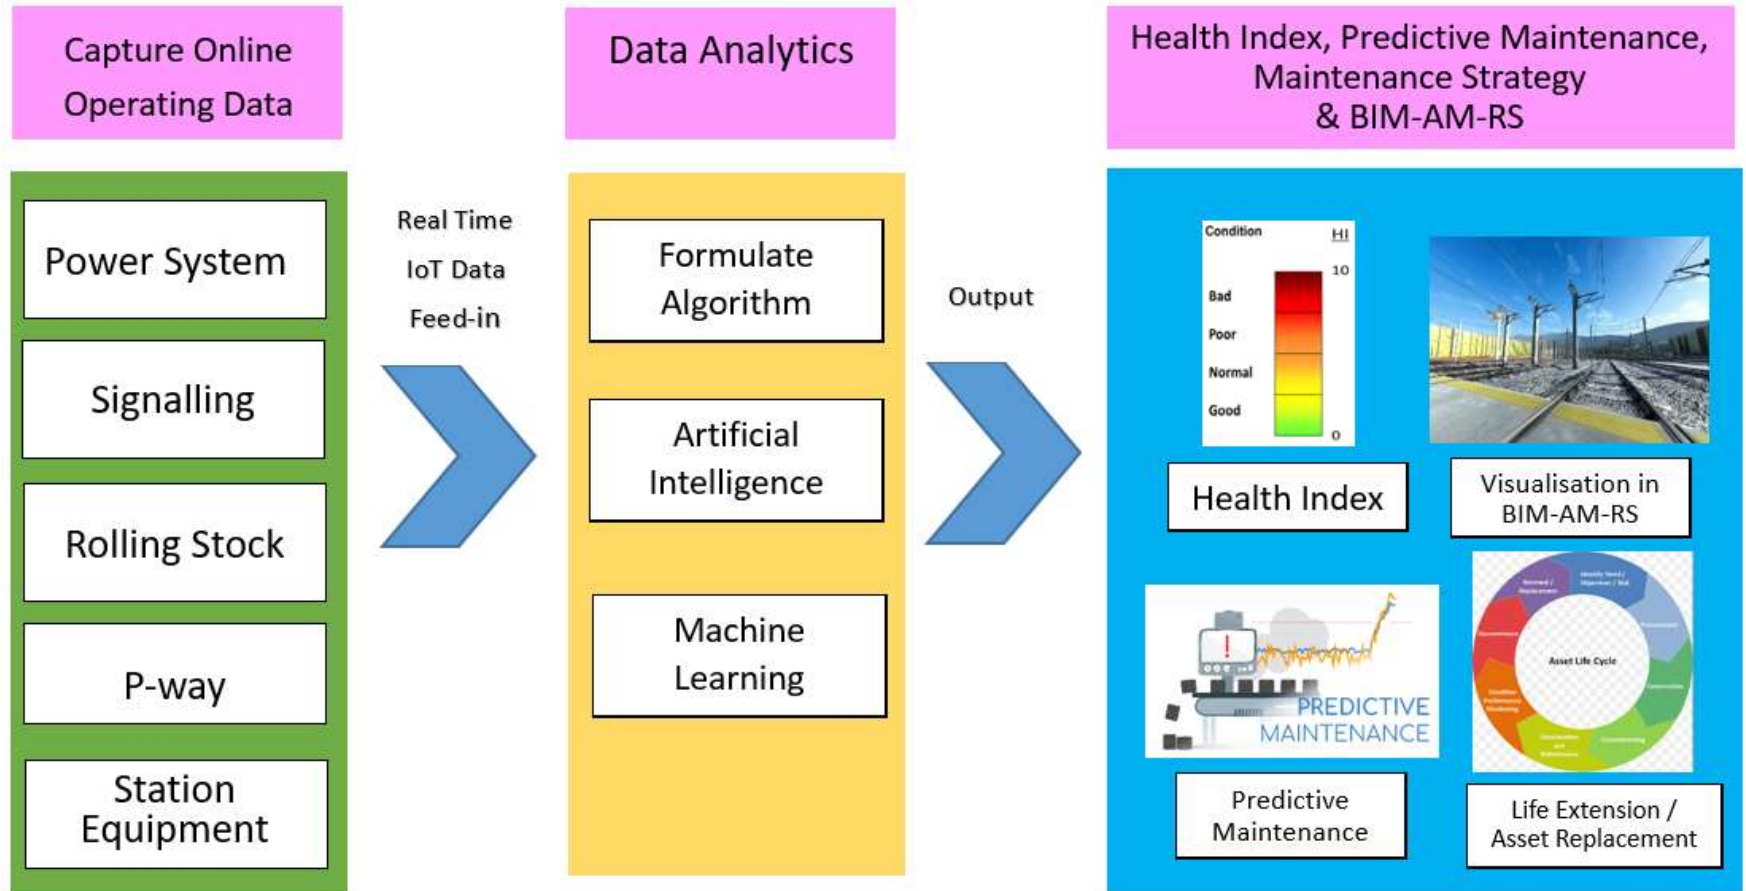 Capture Online
Operating Data
Data Analytics
Health Index, Predictive Maintenance,
Maintenance Strategy
& BIM-AM-RS
Power System
Signalling
Rolling Stock
P-way
Station
Equipment
Real Time
IoT Data
Feed-in
Formulate
Algorithm
Artificial
Intelligence
Machine
Learning
Output
Condition HI
10
Bad
Poor
Normal
Good
0
Health Index
Visualisation in
BIM-AM-RS
!
PREDICTIVE
MAINTENANCE
Predictive
Maintenance
Asset Life Cycle
Life Extension /
Asset Replacement